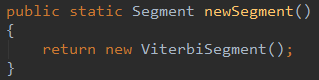 public static Segment newSegment()
{
    return new ViterbiSegment();
}